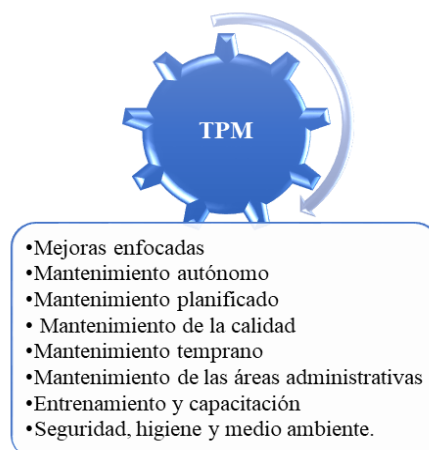 TPM
•Mejoras enfocadas
•Mantenimiento autónomo
•Mantenimiento planificado
• Mantenimiento de la calidad
•Mantenimiento temprano
•Mantenimiento de las áreas administrativas
•Entrenamiento y capacitación
•Seguridad, higiene y medio ambiente.